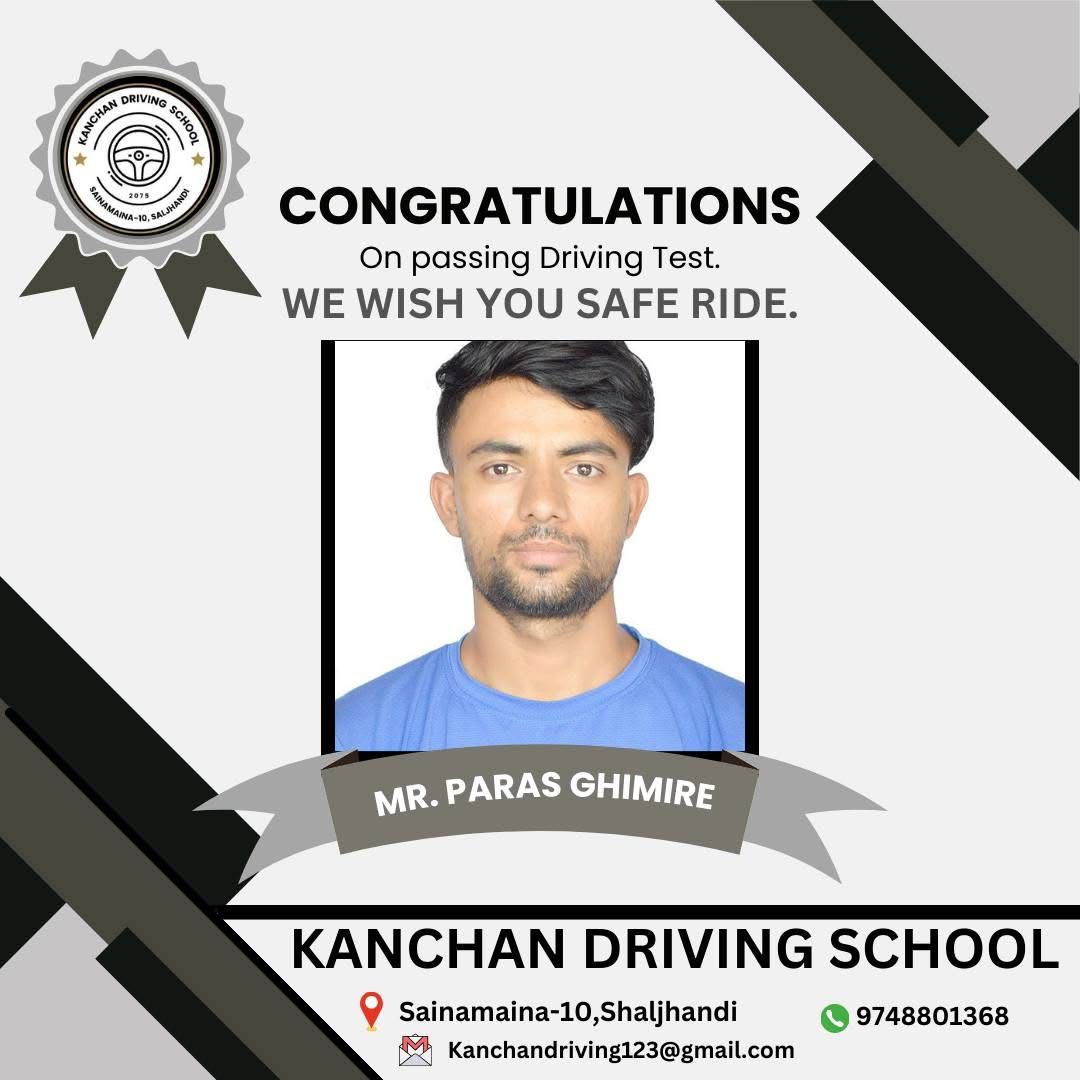 KANCHAN DRIVING SCHOOL
2075
SAINAMAINA-10, SALJHANDI
CONGRATULATIONS
On passing Driving Test.
WE WISH YOU SAFE RIDE.
MR. PARAS GHIMIRE
KANCHAN DRIVING SCHOOL
Sainamaina-10,Shaljhandi
9748801368
Kanchandriving123@gmail.com